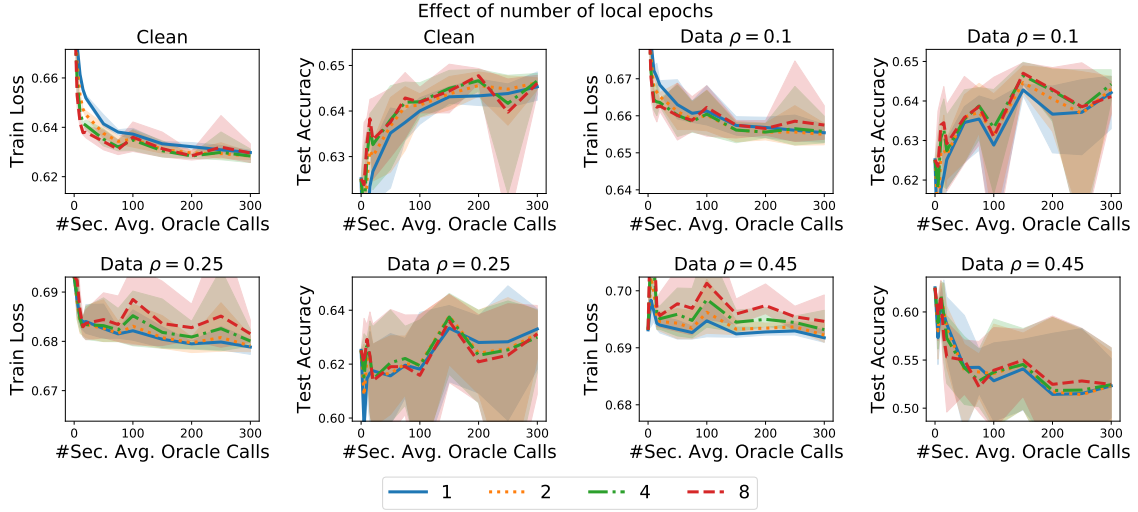 Effect of number of local epochs
Clean
Train Loss
0.66
0.64
0.62
0
100
200
300
#Sec. Avg. Oracle Calls
Clean
Test Accuracy
0.65
0.64
0.63
0
100
200
300
#Sec. Avg. Oracle Calls
Data ρ = 0.1
Train Loss
0.67
0.66
0.65
0.64
0
100
200
300
#Sec. Avg. Oracle Calls
Data ρ = 0.1
Test Accuracy
0.65
0.64
0.63
0.62
0
100
200
300
#Sec. Avg. Oracle Calls
Data ρ = 0.25
Train Loss
0.69
0.68
0.67
0
100
200
300
#Sec. Avg. Oracle Calls
Data ρ = 0.25
Test Accuracy
0.64
0.62
0.60
0
100
200
300
#Sec. Avg. Oracle Calls
Data ρ = 0.45
Train Loss
0.70
0.69
0.68
0
100
200
300
#Sec. Avg. Oracle Calls
Data ρ = 0.45
Test Accuracy
0.60
0.55
0.50
0
100
200
300
#Sec. Avg. Oracle Calls
1
2
4
8